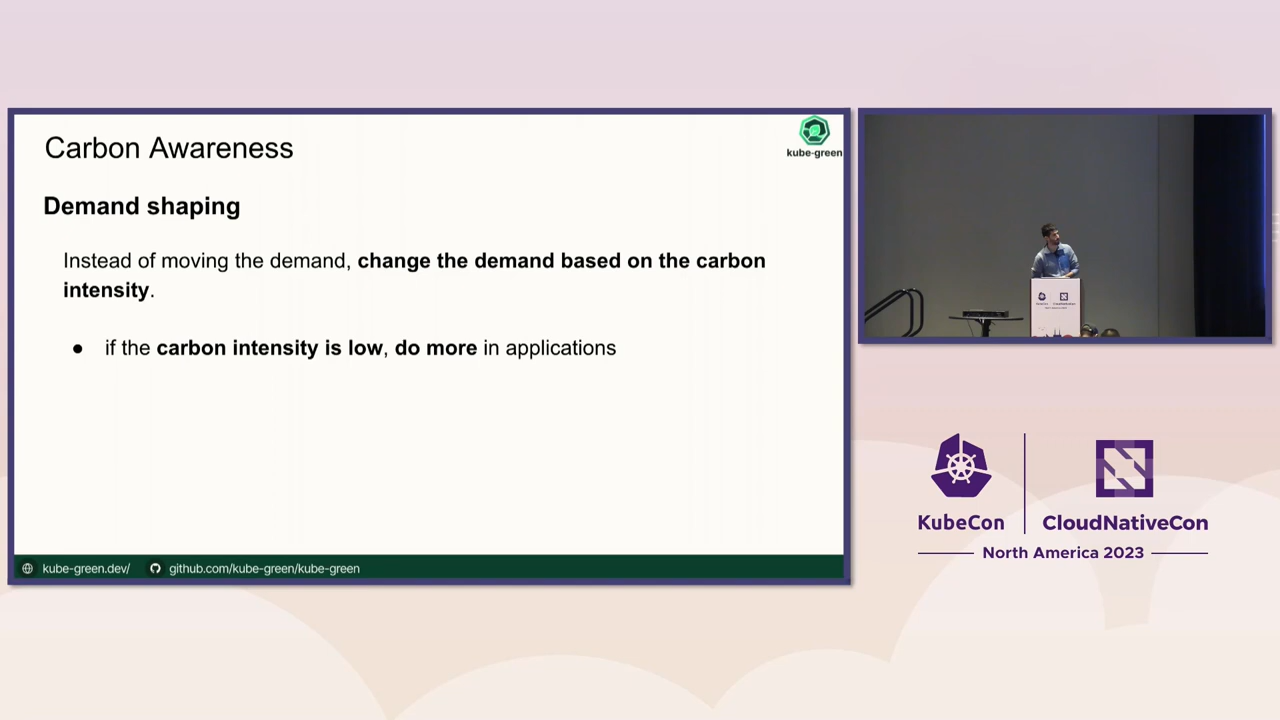 Carbon Awareness
kube-green
Demand shaping
Instead of moving the demand, change the demand based on the carbon
intensity.
● if the carbon intensity is low, do more in applications
kube-green.dev/ github.com/kube-green/kube-green
KubeCon CloudNativeCon
North America 2023